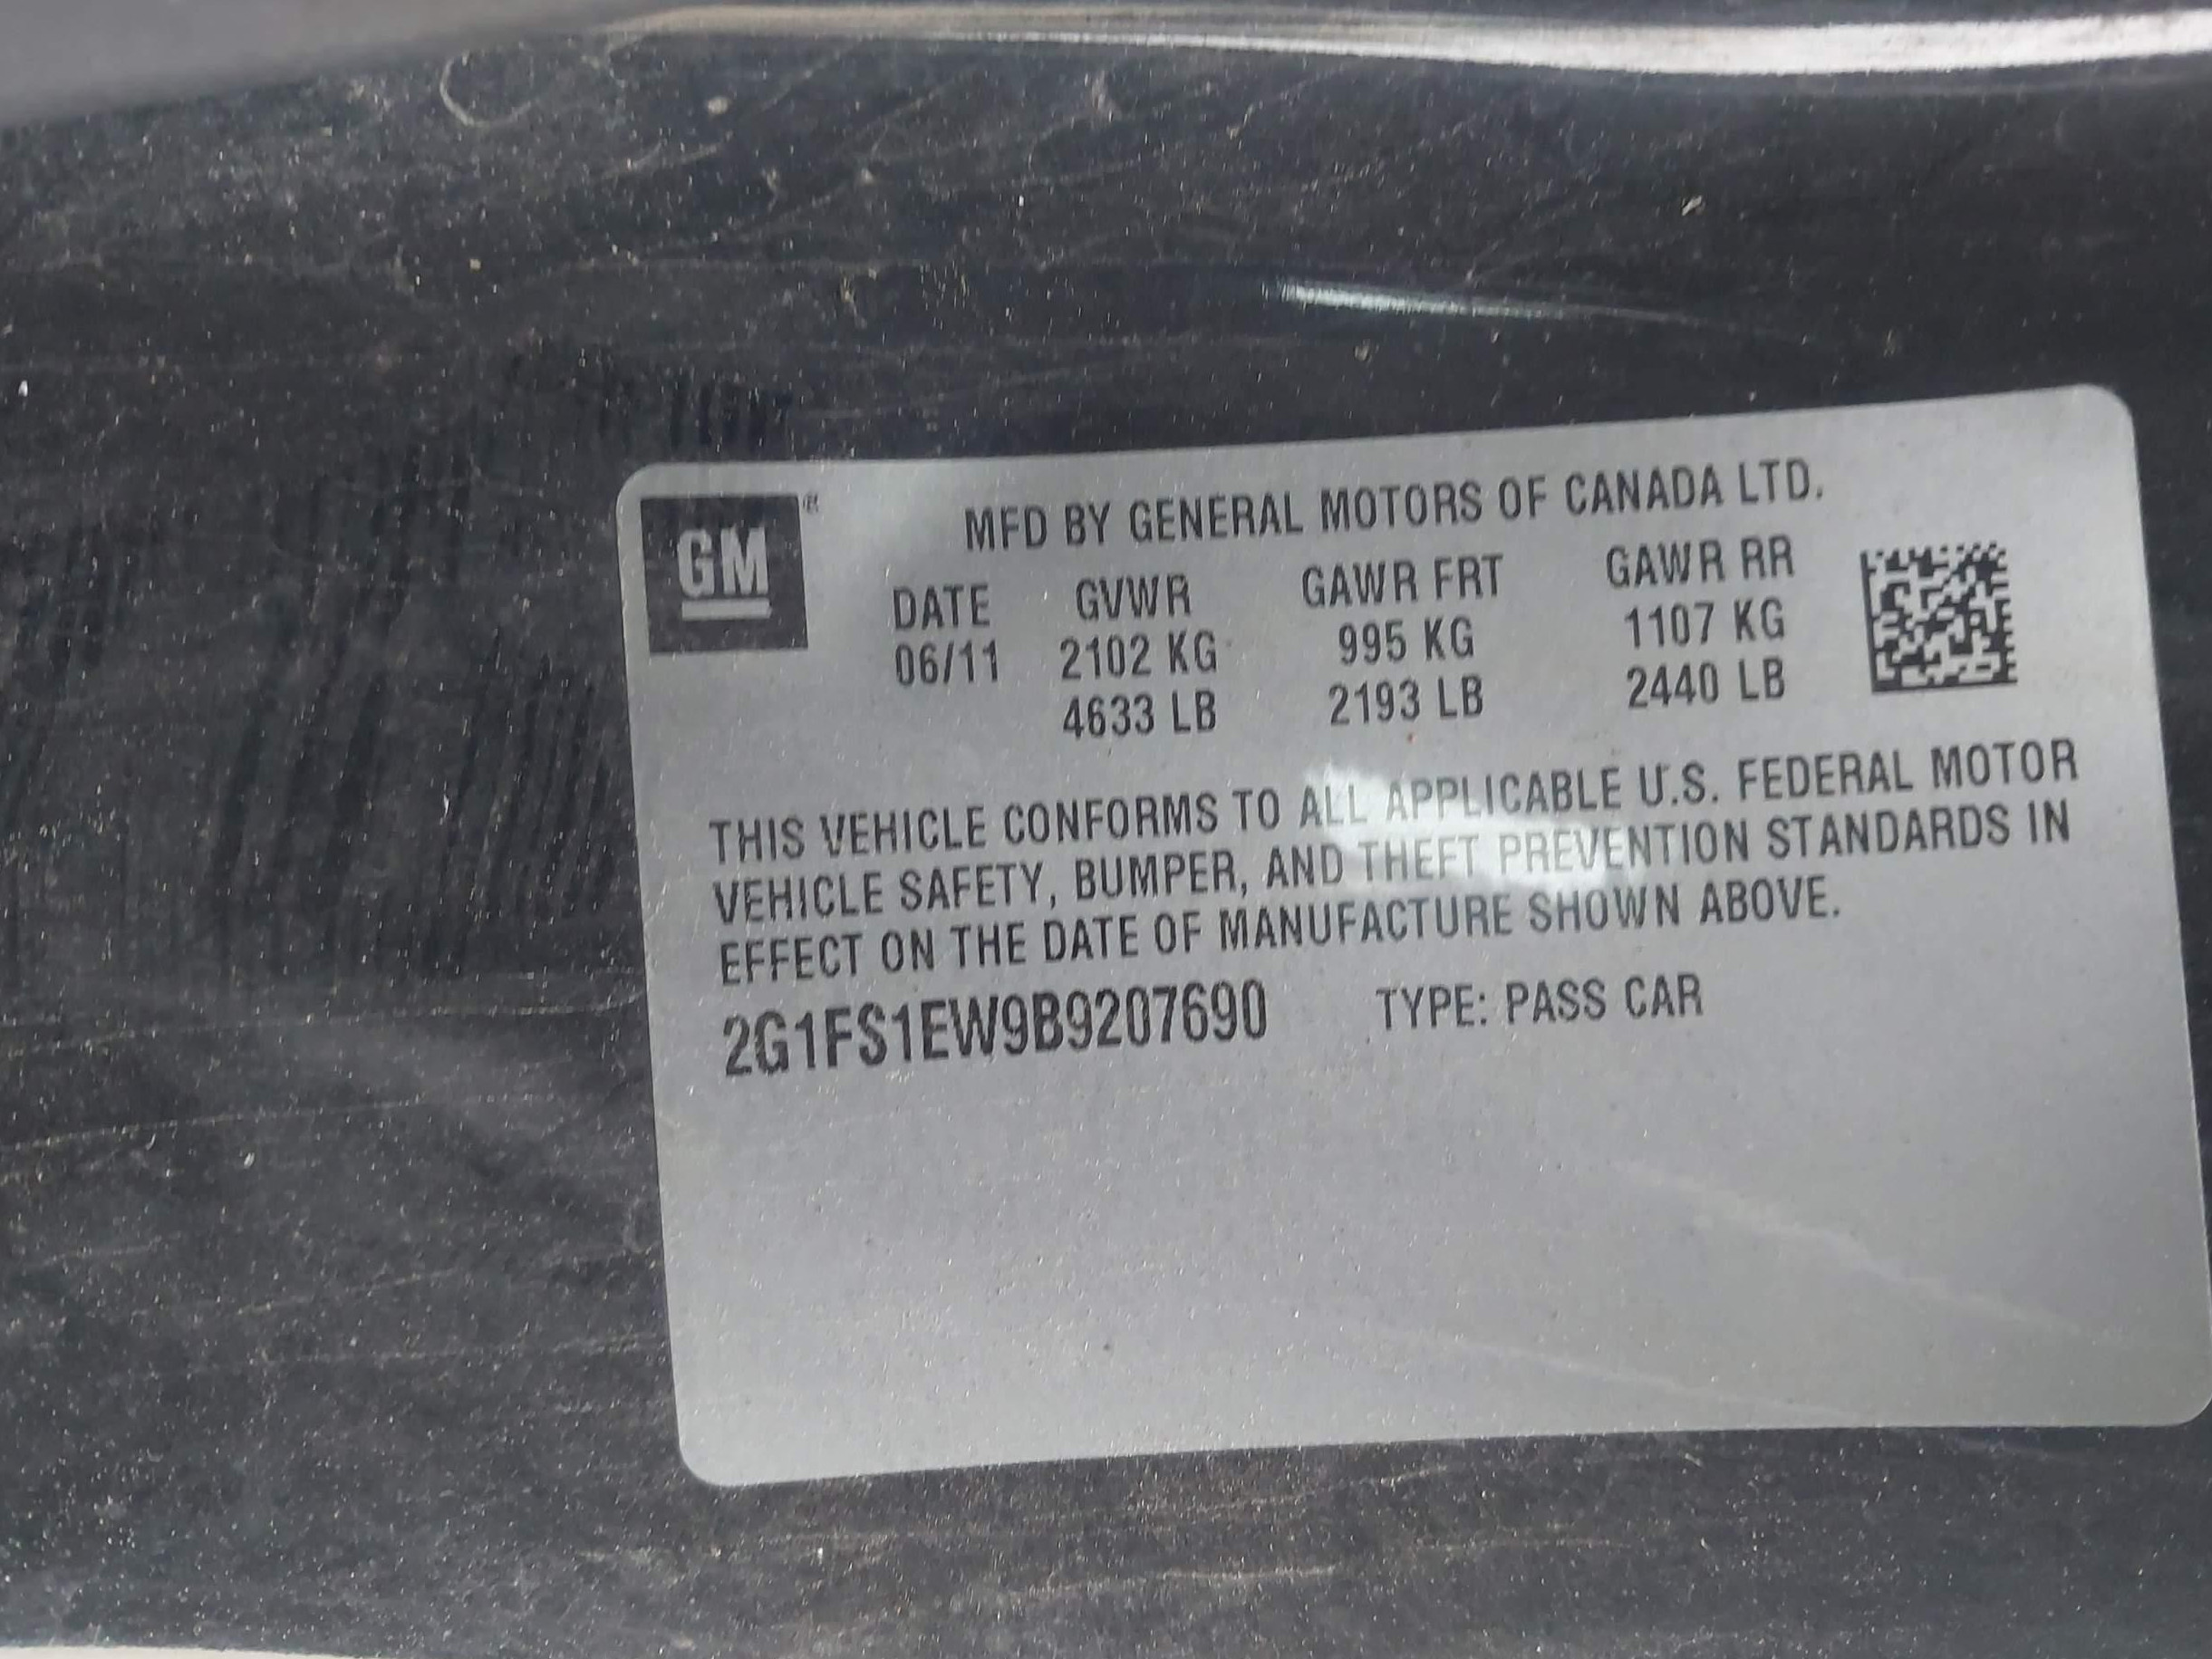 GM ®
MFD BY GENERAL MOTORS OF CANADA LTD.
DATE GVWR GAWR FRT GAWR RR
06/11 2102 KG 995 KG 1107 KG
4633 LB 2193 LB 2440 LB
THIS VEHICLE CONFORMS TO ALL APPLICABLE U.S. FEDERAL MOTOR
VEHICLE SAFETY, BUMPER, AND THEFT PREVENTION STANDARDS IN
EFFECT ON THE DATE OF MANUFACTURE SHOWN ABOVE.
2G1FS1EW9B9207690 TYPE: PASS CAR